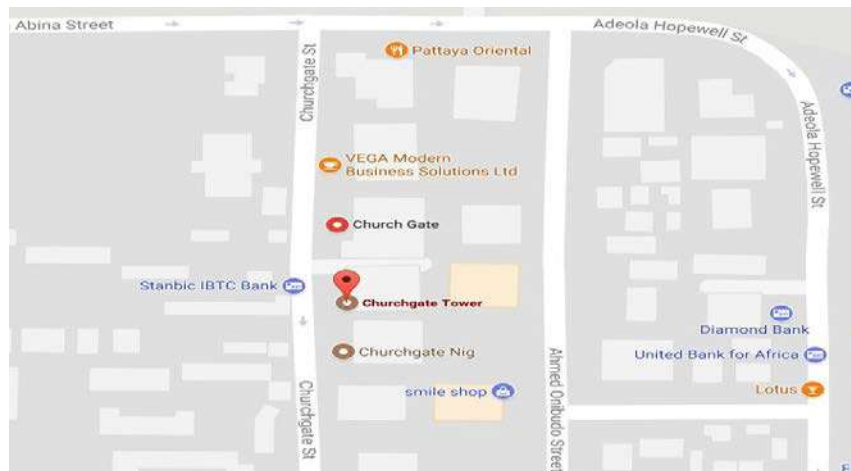 Abina Street
Adeola Hopewell St
Churchgate St
Pattaya Oriental
Adeola Hopewell St
VEGA Modern
Business Solutions Ltd
Church Gate
Stanbic IBTC Bank
Churchgate Tower
Diamond Bank
Churchgate Nig
United Bank for Africa
Ahmed Onibudo Street
smile shop
Lotus
Churchgate St